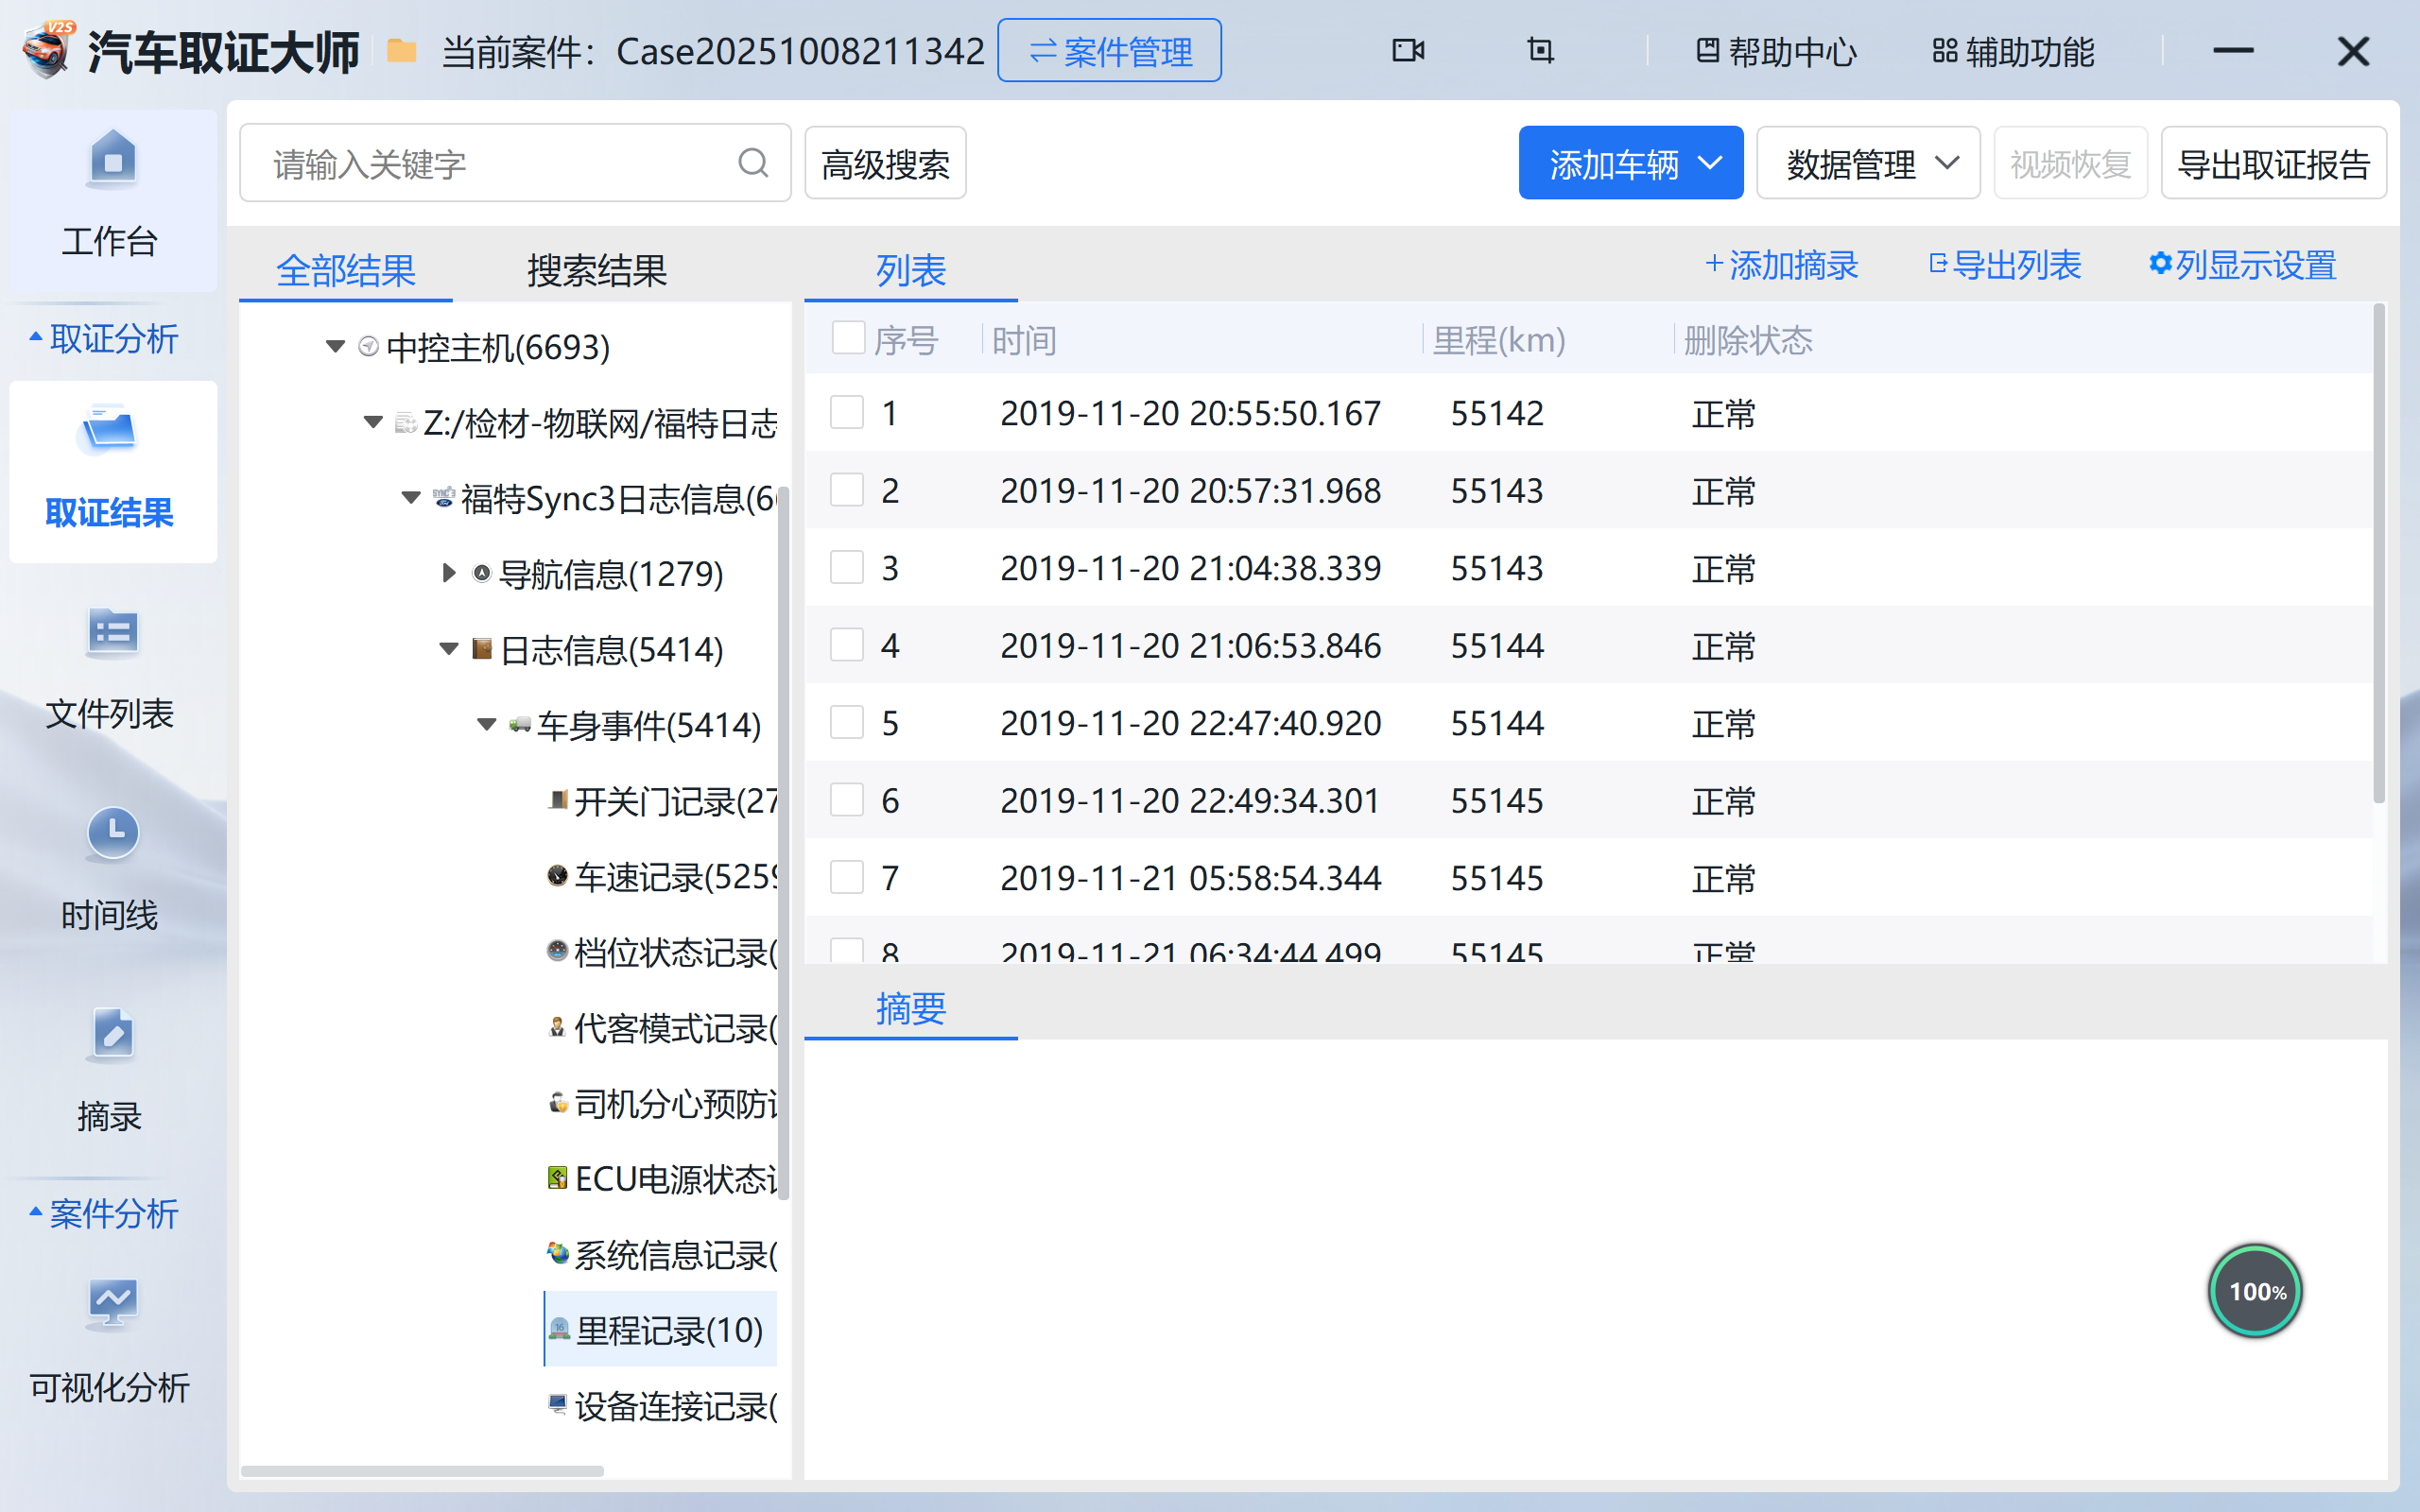 V2S
汽车取证大师
当前案件：Case20251008211342
案件管理
帮助中心
辅助功能
工作台
取证分析
取证结果
文件列表
时间线
摘录
案件分析
可视化分析
请输入关键字
高级搜索
添加车辆
数据管理
视频恢复
导出取证报告
全部结果
搜索结果
中控主机(6693)
Z:/检材-物联网/福特日志
福特Sync3日志信息(6
导航信息(1279)
日志信息(5414)
车身事件(5414)
开关门记录(27
车速记录(5259
档位状态记录(
代客模式记录(
司机分心预防
ECU电源状态
系统信息记录(
里程记录(10)
设备连接记录(
列表
添加摘录
导出列表
列显示设置
序号 时间 里程(km) 删除状态
1 2019-11-20 20:55:50.167 55142 正常
2 2019-11-20 20:57:31.968 55143 正常
3 2019-11-20 21:04:38.339 55143 正常
4 2019-11-20 21:06:53.846 55144 正常
5 2019-11-20 22:47:40.920 55144 正常
6 2019-11-20 22:49:34.301 55145 正常
7 2019-11-21 05:58:54.344 55145 正常
8 2019-11-21 06:34:44.499 55145 正常
摘要
100%